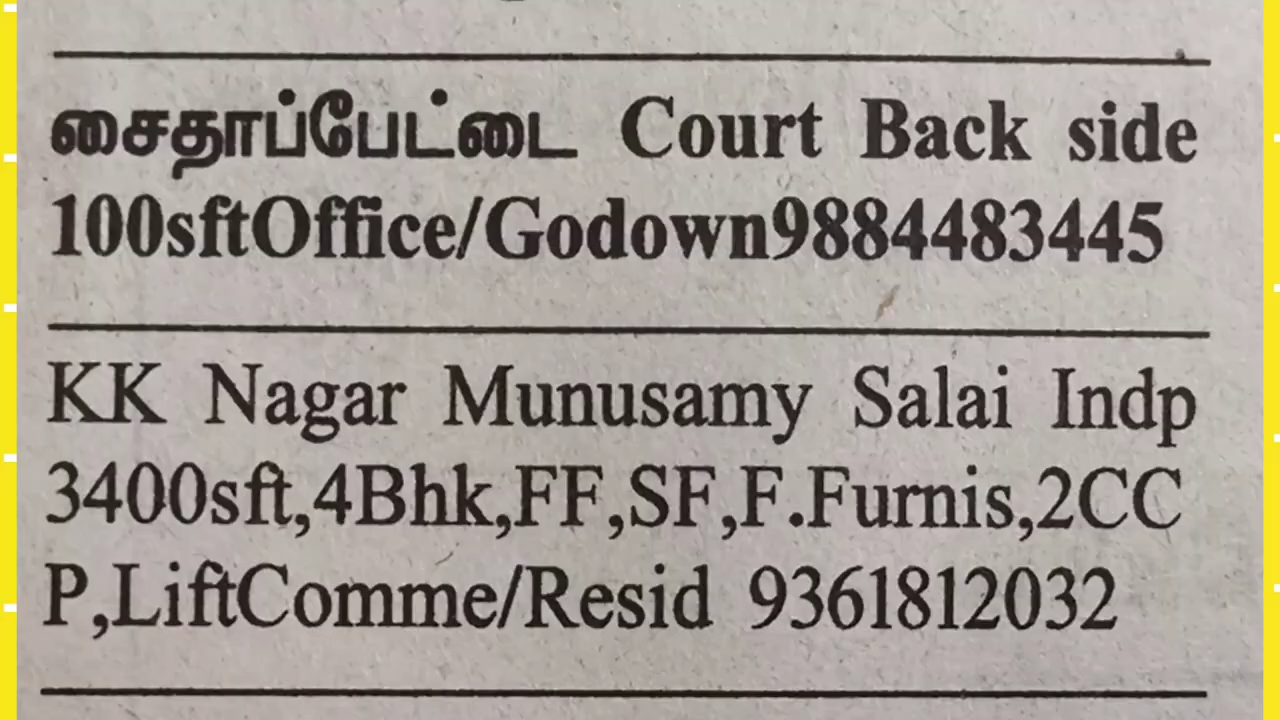 சைதாப்பேட்டை Court Back side
100sftOffice/Godown9884483445
KK Nagar Munusamy Salai Indp
3400sft,4Bhk,FF,SF,F.Furnis,2CC
P,LiftComme/Resid 9361812032